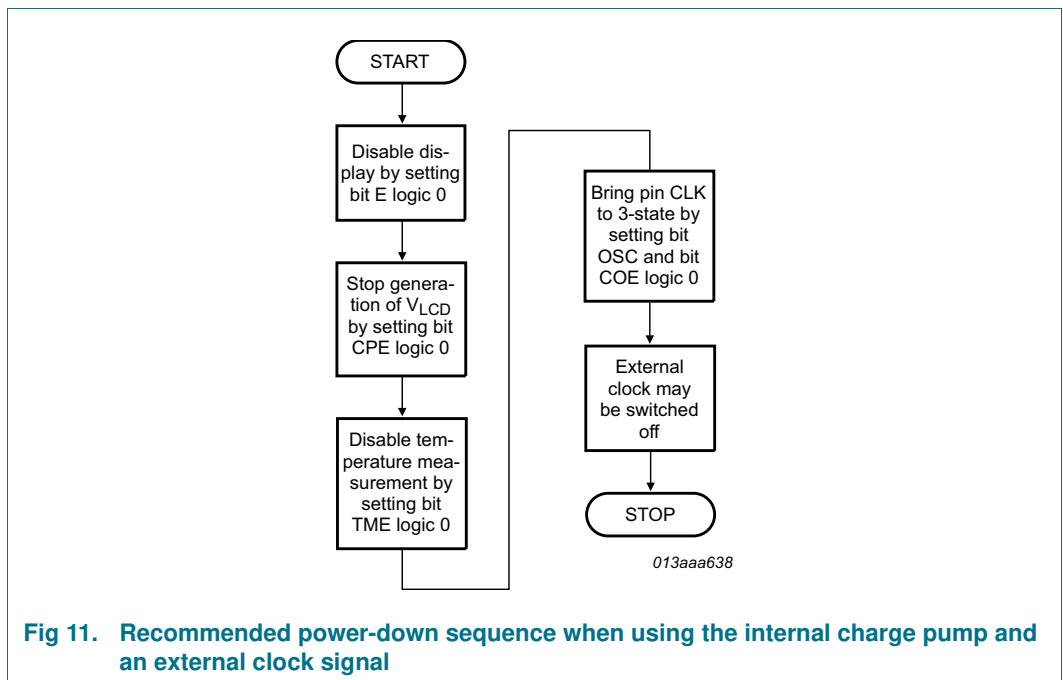 START
Disable dis-
play by setting
bit E logic 0
Stop genera-
tion of VLCD
by setting bit
CPE logic 0
Disable tem-
perature mea-
surement by
setting bit
TME logic 0
Bring pin CLK
to 3-state by
setting bit
OSC and bit
COE logic 0
External
clock may
be switched
off
STOP
013aaa638
Fig 11. Recommended power-down sequence when using the internal charge pump and
an external clock signal